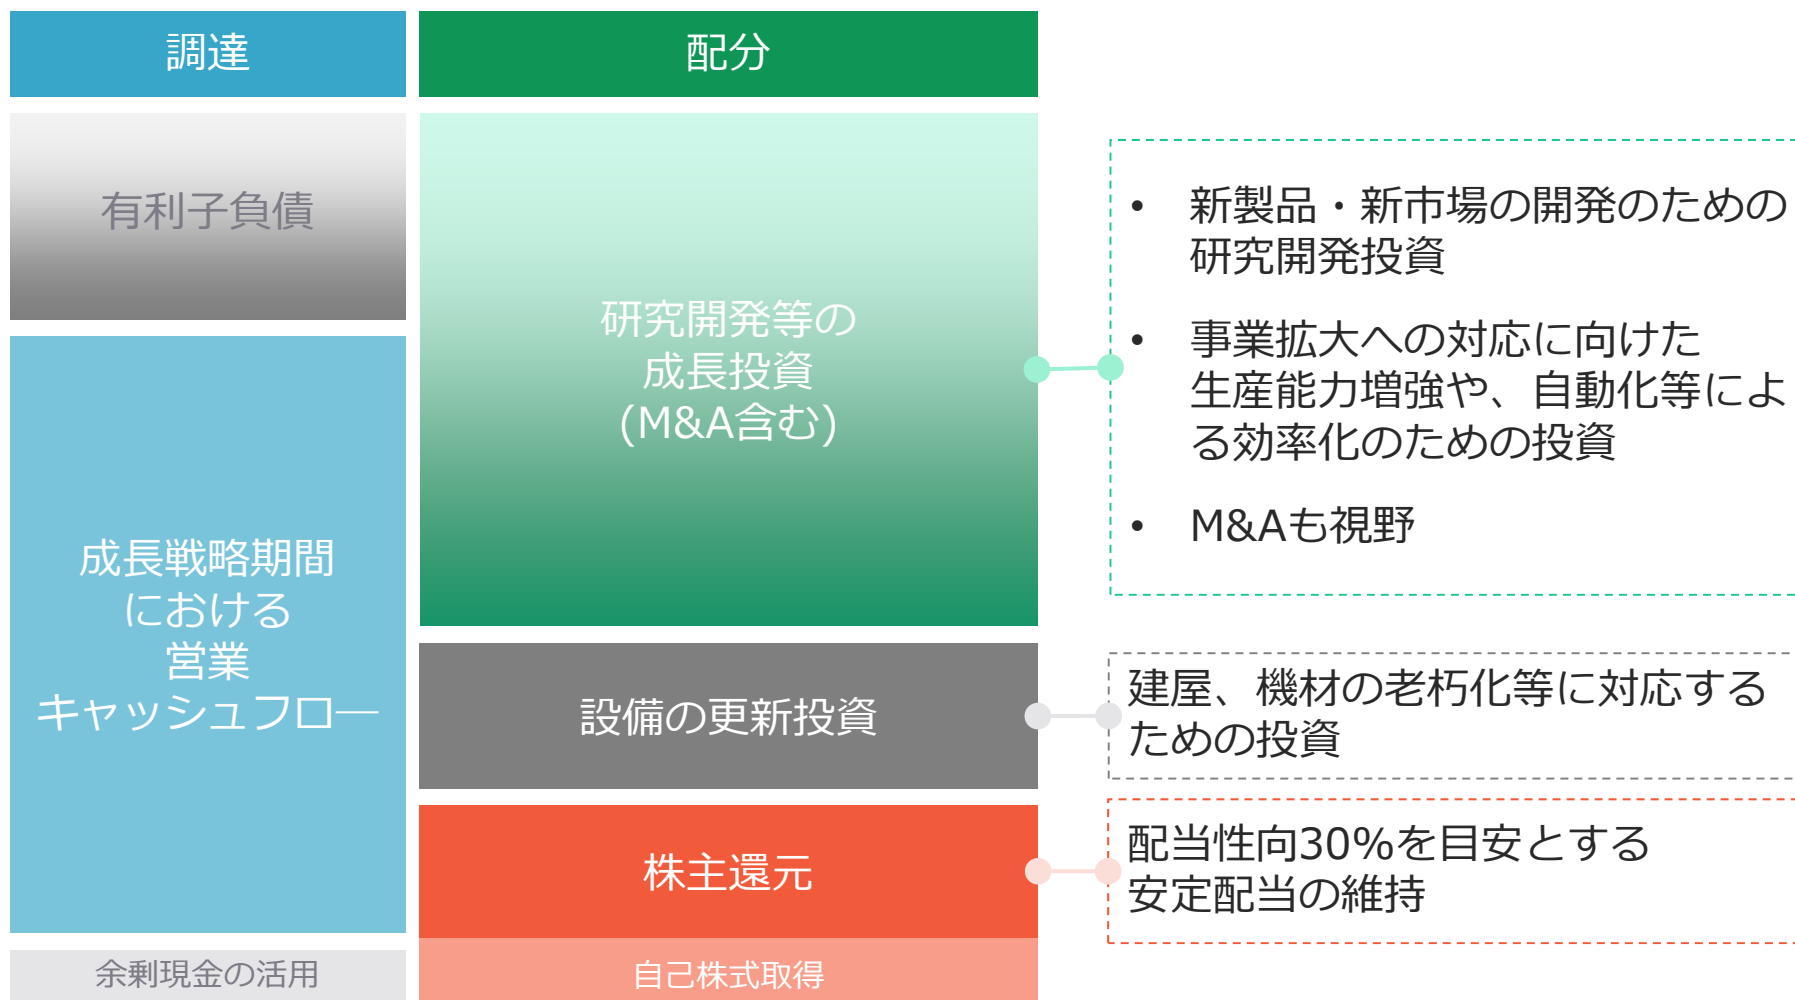 調達
配分
有利子負債
成長戦略期間
における
営業
キャッシュフロー
余剰現金の活用
研究開発等の
成長投資
(M&A含む)
設備の更新投資
株主還元
自己株式取得
• 新製品・新市場の開発のための
研究開発投資
• 事業拡大への対応に向けた
生産能力増強や、自動化等によ
る効率化のための投資
• M&Aも視野
建屋、機材の老朽化等に対応する
ための投資
配当性向30%を目安とする
安定配当の維持